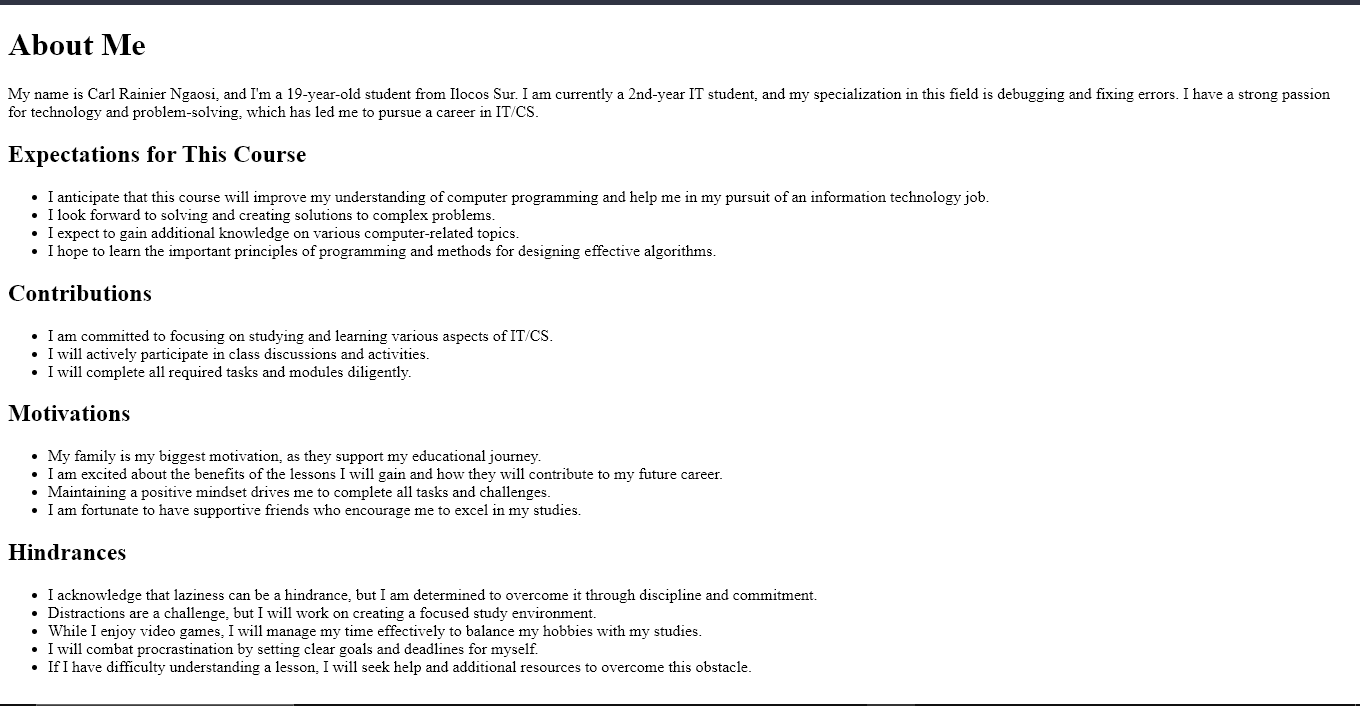 About Me
My name is Carl Rainier Ngaosi, and I'm a 19-year-old student from Ilocos Sur. I am currently a 2nd-year IT student, and my specialization in this field is debugging and fixing errors. I have a strong passion
for technology and problem-solving, which has led me to pursue a career in IT/CS.
Expectations for This Course
• I anticipate that this course will improve my understanding of computer programming and help me in my pursuit of an information technology job.
• I look forward to solving and creating solutions to complex problems.
• I expect to gain additional knowledge on various computer-related topics.
• I hope to learn the important principles of programming and methods for designing effective algorithms.
Contributions
• I am committed to focusing on studying and learning various aspects of IT/CS.
• I will actively participate in class discussions and activities.
• I will complete all required tasks and modules diligently.
Motivations
• My family is my biggest motivation, as they support my educational journey.
• I am excited about the benefits of the lessons I will gain and how they will contribute to my future career.
• Maintaining a positive mindset drives me to complete all tasks and challenges.
• I am fortunate to have supportive friends who encourage me to excel in my studies.
Hindrances
• I acknowledge that laziness can be a hindrance, but I am determined to overcome it through discipline and commitment.
• Distractions are a challenge, but I will work on creating a focused study environment.
• While I enjoy video games, I will manage my time effectively to balance my hobbies with my studies.
• I will combat procrastination by setting clear goals and deadlines for myself.
• If I have difficulty understanding a lesson, I will seek help and additional resources to overcome this obstacle.